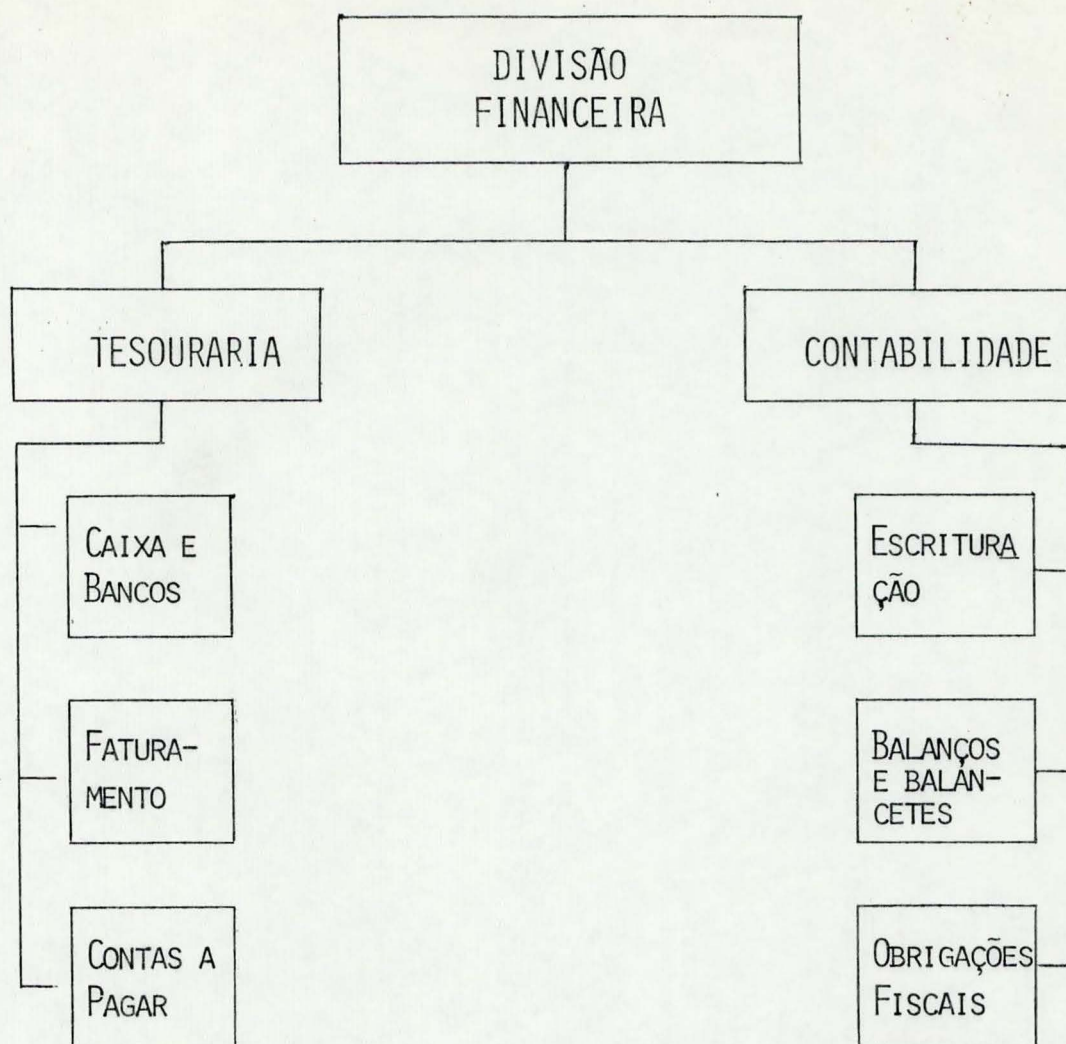 DIVISÃO
FINANCEIRA
TESOURARIA
CONTABILIDADE
CAIXA E
BANCOS
FATURA-
MENTO
CONTAS A
PAGAR
ESCRITURA
ÇÃO
BALANÇOS
E BALAN-
CETES
OBRIGAÇÕES
FISCAIS